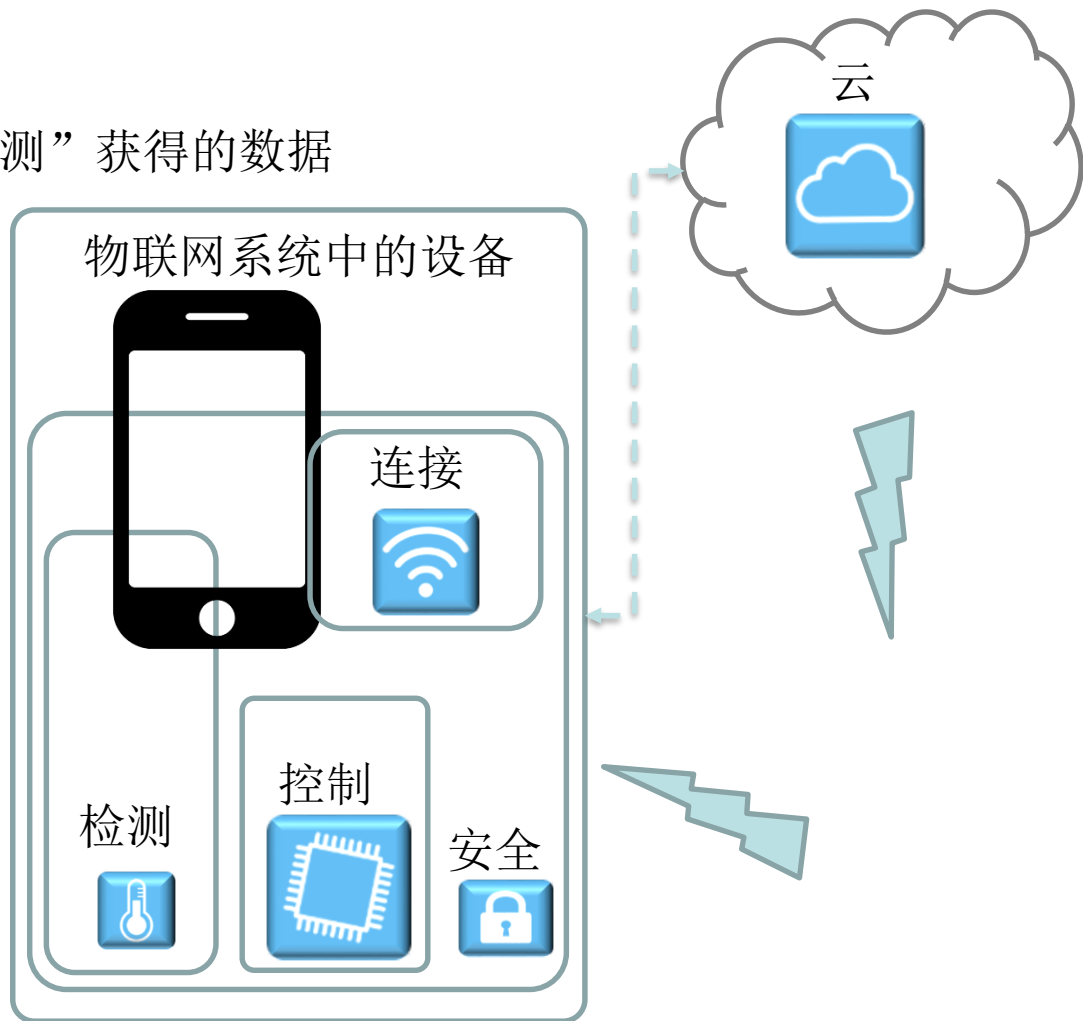 云
测”获得的数据
物联网系统中的设备
连接
控制
检测
安全